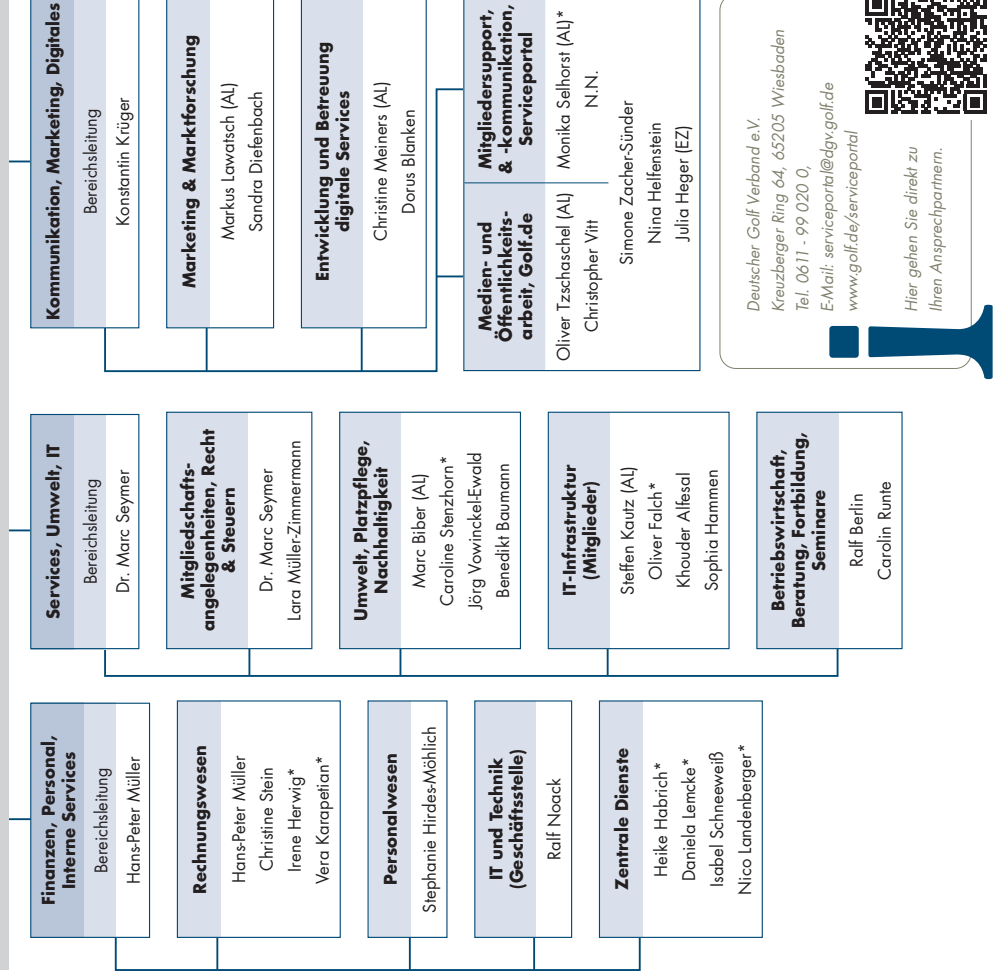 Finanzen, Personal,
Interne Services
Bereichsleitung
Hans-Peter Müller
Rechnungswesen
Hans-Peter Müller
Christine Stein
Irene Herwig*
Vera Karapetian*
Personalwesen
Stephanie Hirdes-Möhlich
IT und Technik
(Geschäftsstelle)
Ralf Noack
Zentrale Dienste
Heike Habrich*
Daniela Lemcke*
Isabel Schneeweiß
Nico Landenberger*
Services, Umwelt, IT
Bereichsleitung
Dr. Marc Seymer
Mitgliedschafts-
angelegenheiten, Recht
& Steuern
Dr. Marc Seymer
Lara Müller-Zimmermann
Umwelt, Platzpflege,
Nachhaltigkeit
Marc Biber (AL)
Caroline Stenzhorn*
Jörg Vowinckel-Ewald
Benedikt Baumann
IT-Infrastruktur
(Mitglieder)
Steffen Kautz (AL)
Oliver Falch*
Khouder Alfesal
Sophia Hammen
Betriebswirtschaft,
Beratung, Fortbildung,
Seminare
Ralf Berlin
Carolin Runte
Kommunikation, Marketing, Digitales
Bereichsleitung
Konstantin Krüger
Marketing & Marktforschung
Markus Lawatsch (AL)
Sandra Diefenbach
Entwicklung und Betreuung
digitale Services
Christine Meiners (AL)
Dorus Blanken
Medien- und
Öffentlichkeits-
arbeit, Golf.de
Oliver Tzschaschel (AL)
Christopher Vitt
Mitgliedersupport,
& -kommunikation,
Serviceportal
Monika Selhorst (AL)*
N.N.
Simone Zacher-Sünder
Nina Helfenstein
Julia Heger (EZ)
Deutscher Golf Verband e.V.
Kreuzberger Ring 64, 65205 Wiesbaden
Tel. 0611 - 99 020 0,
E-Mail: serviceportal@dgv.golf.de
www.golf.de/serviceportal
Hier gehen Sie direkt zu
Ihren Ansprechpartnern.